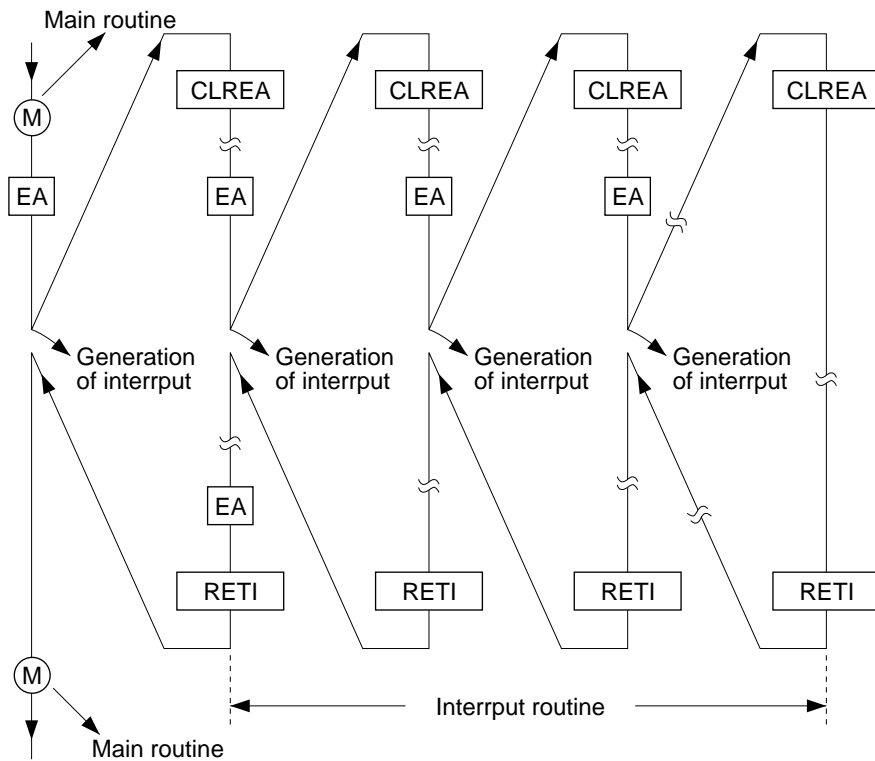 Main routine
CLREA CLREA CLREA CLREA
M
EA EA EA EA
Generation of interrput
Generation of interrput
Generation of interrput
Generation of interrput
EA
RETI RETI RETI RETI
M
Interrput routine
Main routine